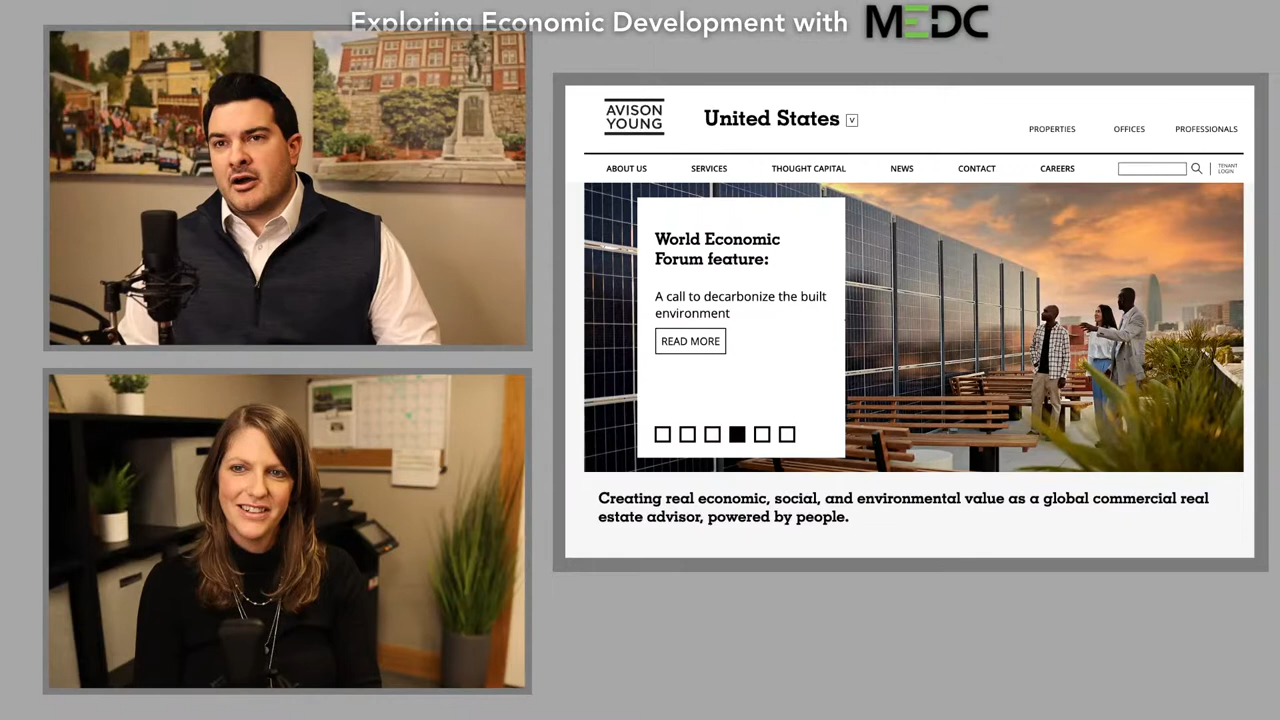 Exploring Economic Development with MEDC
AVISON
YOUNG
United States
PROPERTIES
OFFICES
PROFESSIONALS
ABOUT US
SERVICES
THOUGHT CAPITAL
NEWS
CONTACT
CAREERS
TENANT
LOGIN
World Economic
Forum feature:
A call to decarbonize the built
environment
READ MORE
Creating real economic, social, and environmental value as a global commercial real
estate advisor, powered by people.